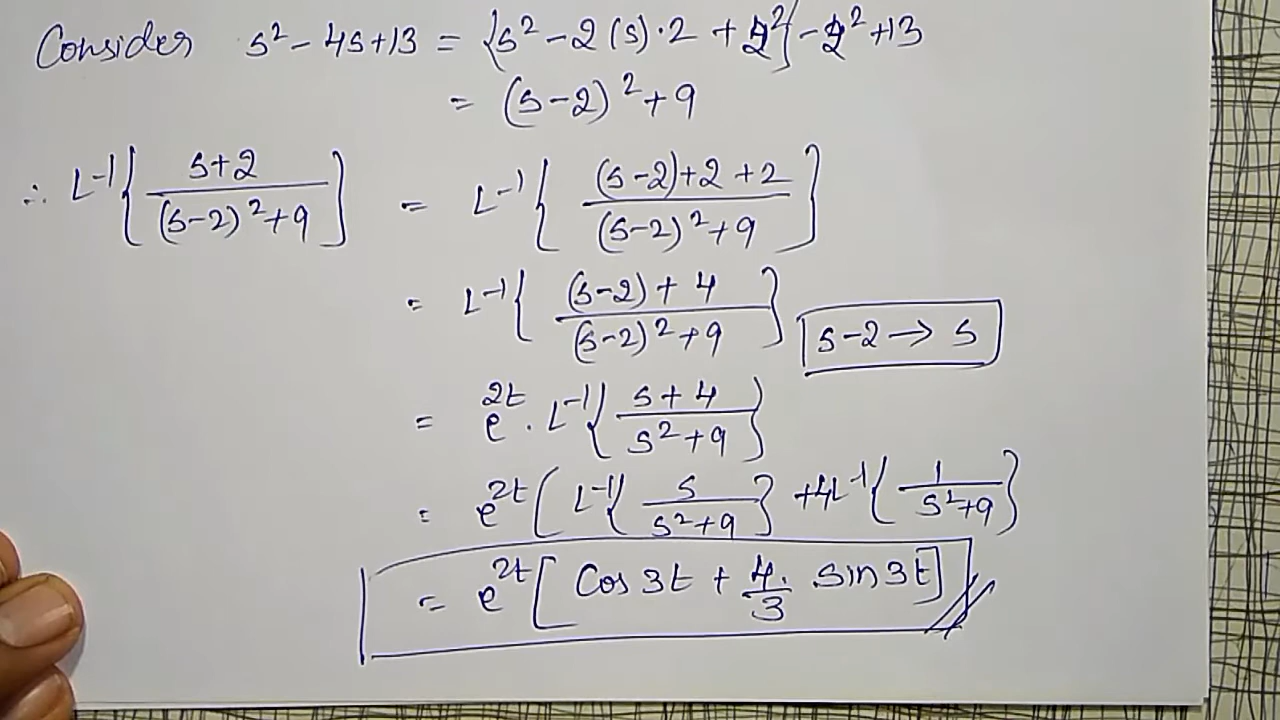 Consider s² - 4s + 13 = {s² - 2(s)·2 + 2²} - 2² + 13
= (s-2)² + 9
∴ L⁻¹{ s+2 / (s-2)²+9 } = L⁻¹{ (s-2)+2+2 / (s-2)²+9 }
= L⁻¹{ (s-2)+4 / (s-2)²+9 } s-2 → s
= e^2t . L⁻¹{ s+4 / s²+9 }
= e^2t ( L⁻¹{ s / s²+9 } + 4L⁻¹{ 1 / s²+9 }
= e^2t [ Cos 3t + 4/3 . sin 3t ]